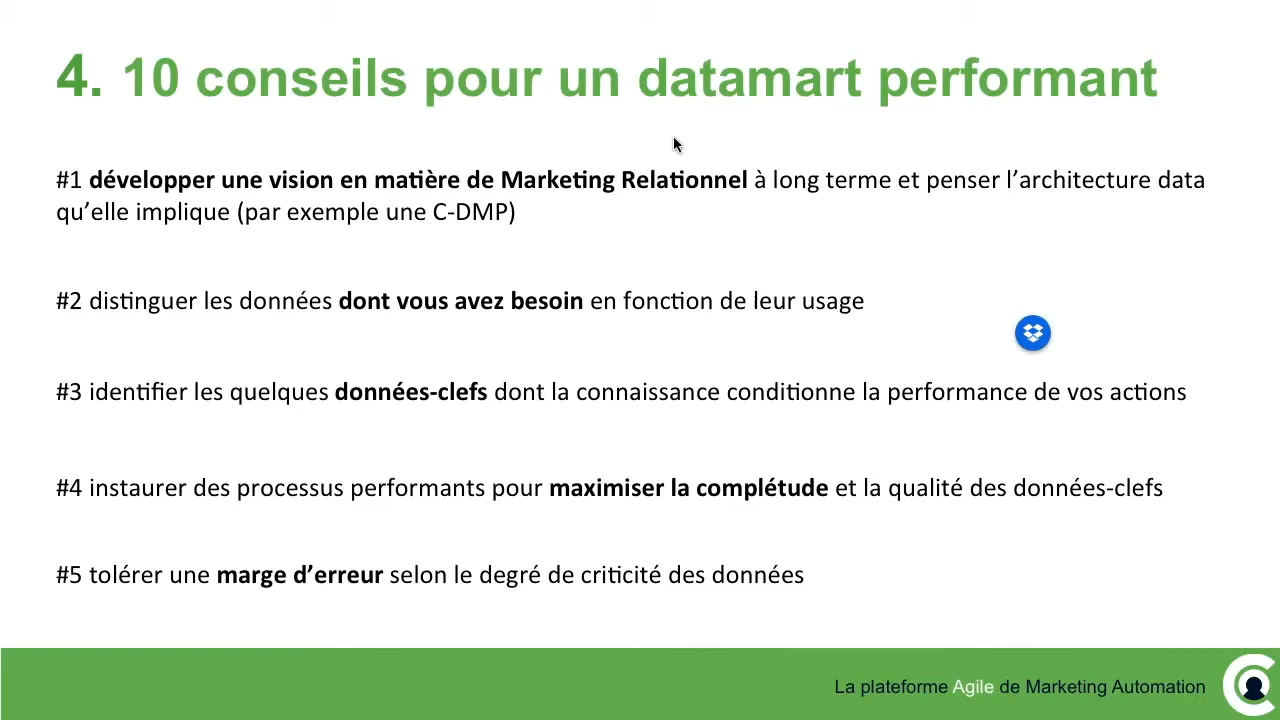 4. 10 conseils pour un datamart performant
#1 développer une vision en matière de Marketing Relationnel à long terme et penser l’architecture data
qu’elle implique (par exemple une C-DMP)
#2 distinguer les données dont vous avez besoin en fonction de leur usage
#3 identifier les quelques données-clefs dont la connaissance conditionne la performance de vos actions
#4 instaurer des processus performants pour maximiser la complétude et la qualité des données-clefs
#5 tolérer une marge d’erreur selon le degré de criticité des données
La plateforme Agile de Marketing Automation